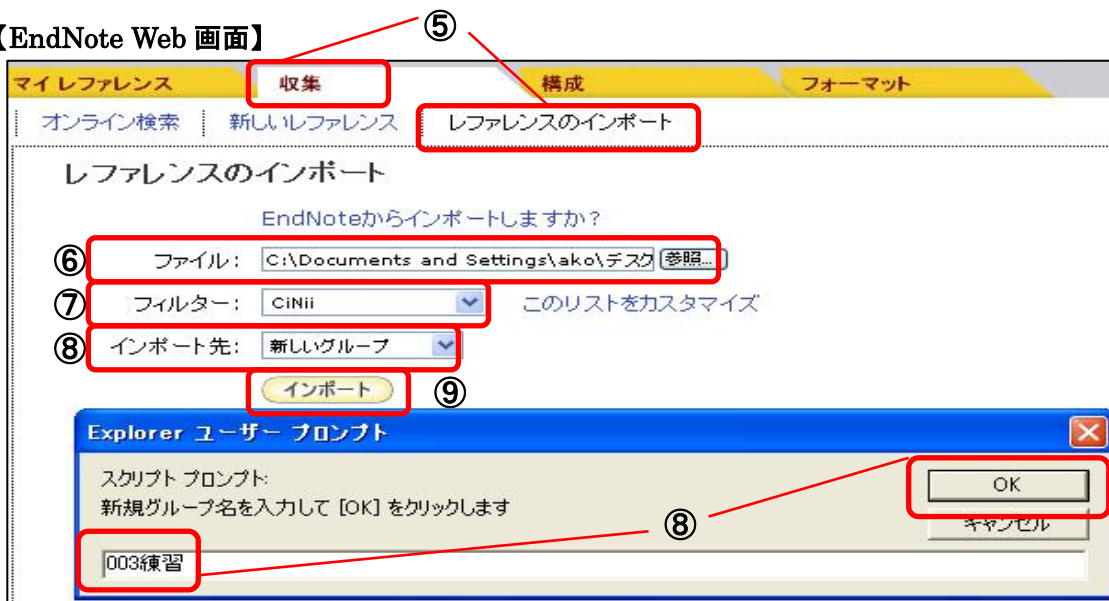 ⑤
【EndNote Web 画面】
マイ レファレンス 収集 構成 フォーマット
オンライン検索 新しいレファレンス レファレンスのインポート
レファレンスのインポート
EndNoteからインポートしますか？
⑥ ファイル： C:\Documents and Settings\ako\デスク 参照...
⑦ フィルター： CiNii このリストをカスタマイズ
⑧ インポート先： 新しいグループ
インポート ⑨
Explorer ユーザー プロンプト
スクリプト プロンプト:
OK
新規グループ名を入力して [OK] をクリックします
キャンセル
⑧
003練習